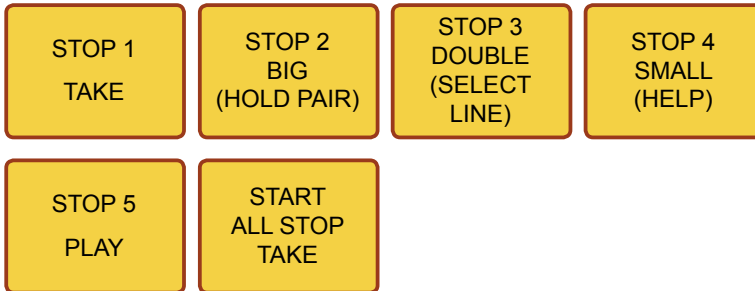 STOP 1
TAKE
STOP 2
BIG
(HOLD PAIR)
STOP 3
DOUBLE
(SELECT
LINE)
STOP 4
SMALL
(HELP)
STOP 5
PLAY
START
ALL STOP
TAKE